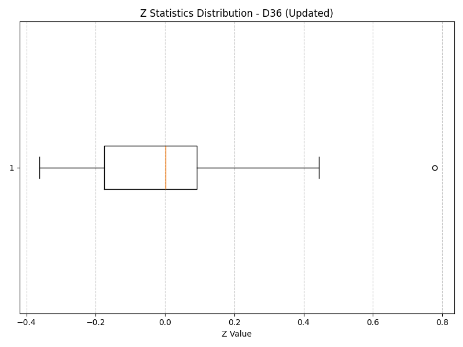 Z Statistics Distribution - D36 (Updated)
1
−0.4 −0.2 0.0 0.2 0.4 0.6 0.8
Z Value